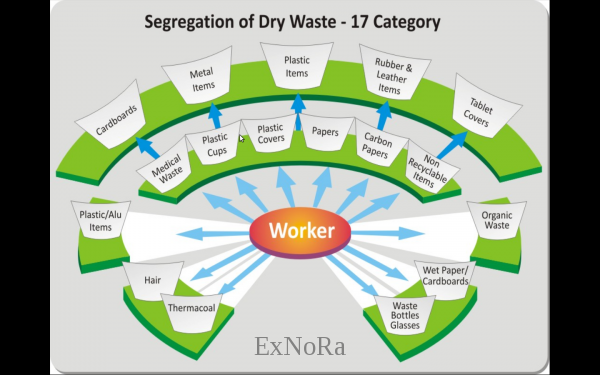 Segregation of Dry Waste - 17 Category
Cardboards
Metal
Items
Plastic
Items
Rubber &
Leather
Items
Tablet
Covers
Medical
Waste
Plastic
Cups
Plastic
Covers
Papers
Carbon
Papers
Non
Recyclable
Items
Plastic/Alu
Items
Worker
Organic
Waste
Hair
Thermacoal
Wet Paper/
Cardboards
Waste
Bottles
Glasses
ExNoRa